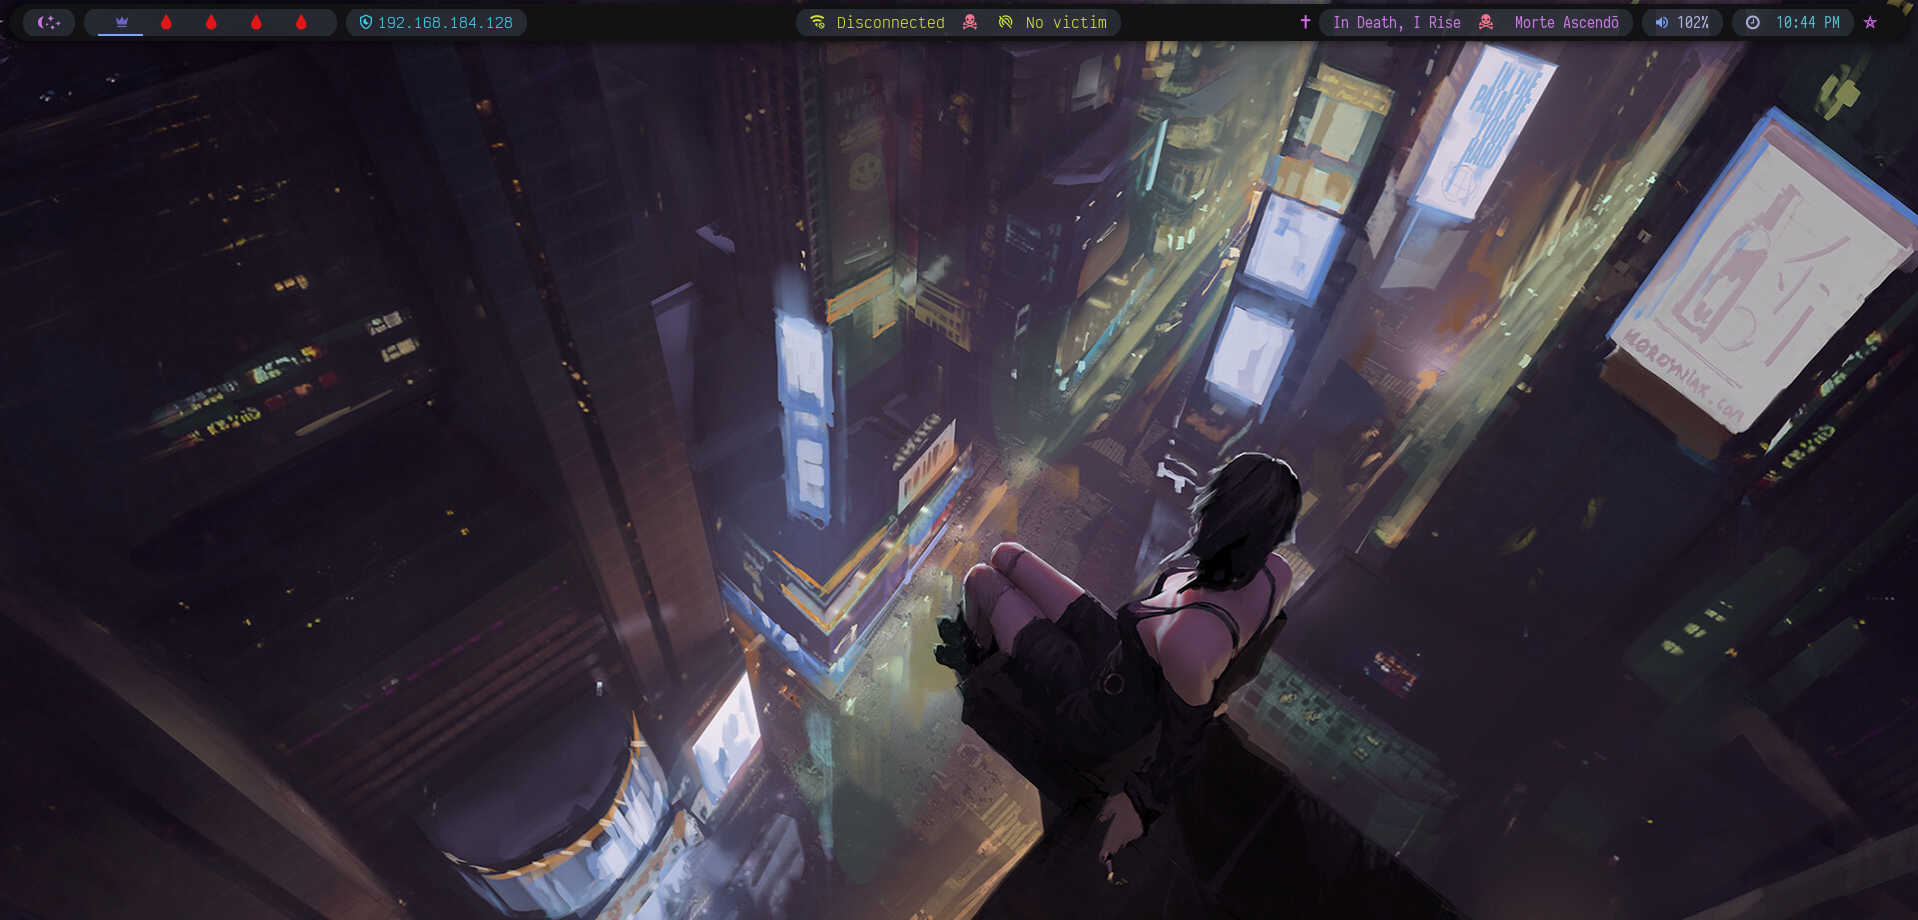 192.168.184.128
Disconnected
No victim
In Death, I Rise
Morte Ascendō
102%
10:44 PM
IN THE
PALM OF
YOUR
HAND
MORDYNIAK.COM